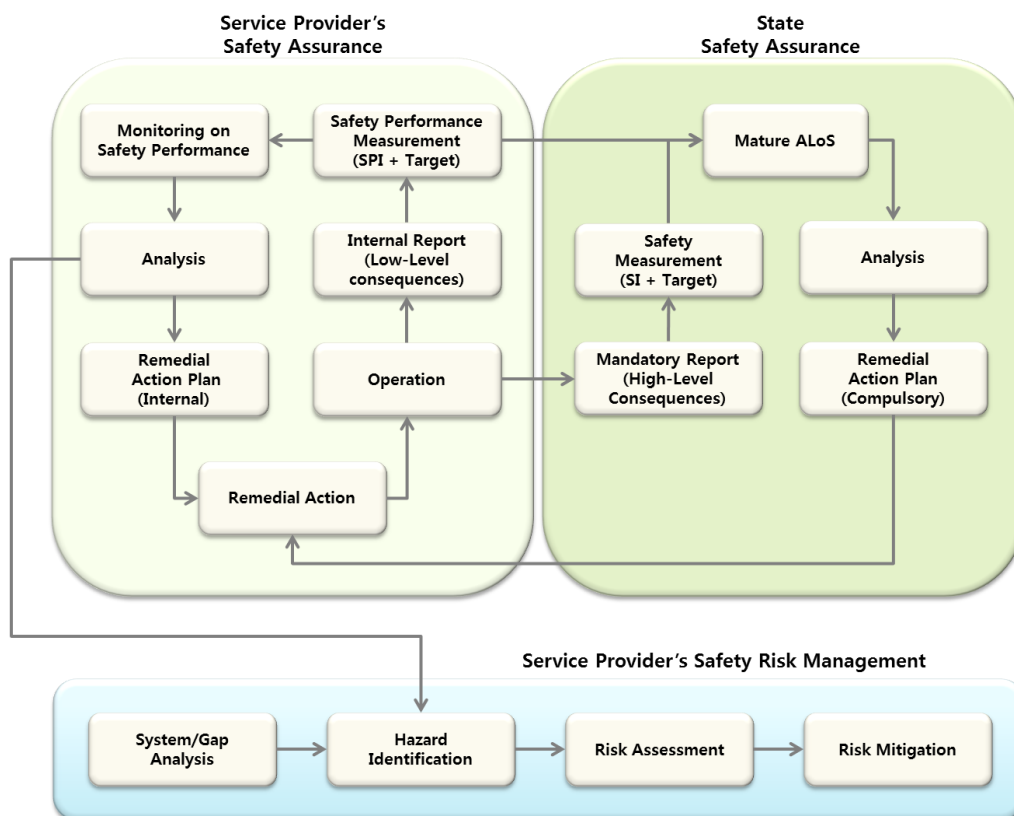 Service Provider's
Safety Assurance
State
Safety Assurance
Monitoring on
Safety Performance
Safety Performance
Measurement
(SPI + Target)
Mature ALoS
Analysis
Internal Report
(Low-Level
consequences)
Safety
Measurement
(SI + Target)
Analysis
Remedial
Action Plan
(Internal)
Operation
Mandatory Report
(High-Level
Consequences)
Remedial
Action Plan
(Compulsory)
Remedial Action
Service Provider's Safety Risk Management
System/Gap
Analysis
Hazard
Identification
Risk Assessment
Risk Mitigation